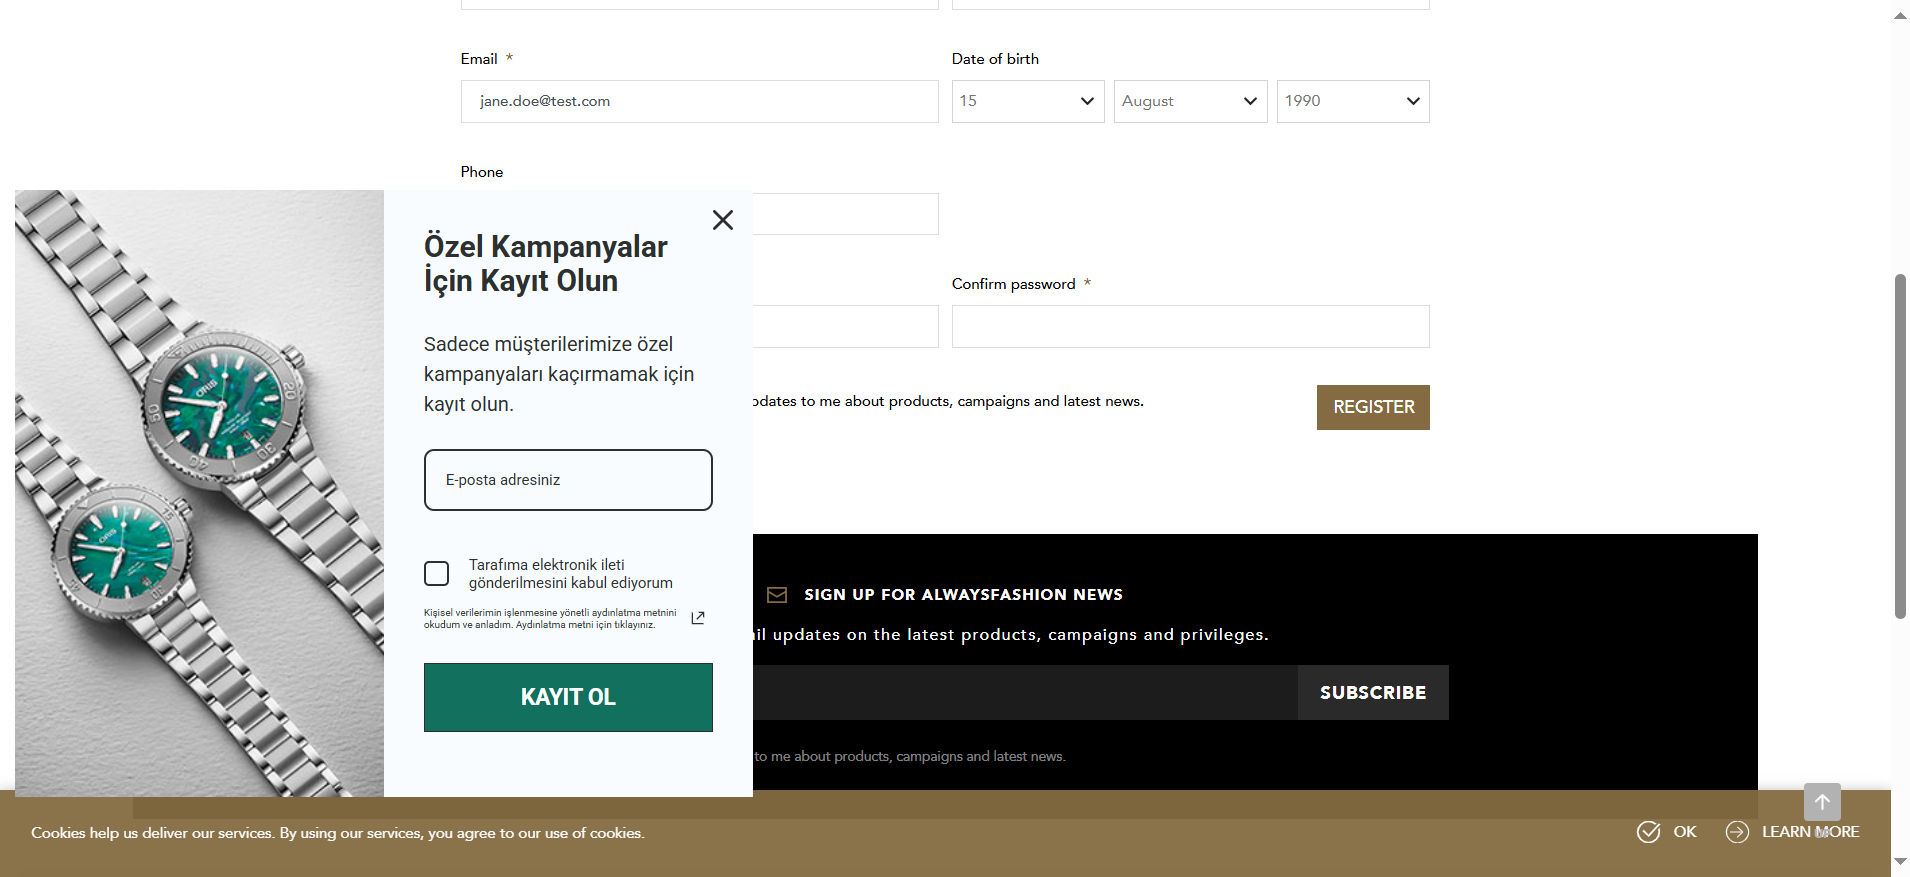 Email *
Date of birth
jane.doe@test.com
15
August
1990
Phone
Özel Kampanyalar
İçin Kayıt Olun
Confirm password *
Sadece müşterilerimize özel
kampanyaları kaçırmamak için
kayıt olun.
to me about products, campaigns and latest news.
REGISTER
E-posta adresiniz
Tarafıma elektronik ileti
gönderilmesini kabul ediyorum
Kişisel verilerimin işlenmesine yönetli aydınlatma metnini
okudum ve anladım. Aydınlatma metni için tıklayınız.
KAYIT OL
SIGN UP FOR ALWAYSFASHION NEWS
updates on the latest products, campaigns and privileges.
SUBSCRIBE
to me about products, campaigns and latest news.
Cookies help us deliver our services. By using our services, you agree to our use of cookies.
OK
LEARN MORE
ORIS
ORIS